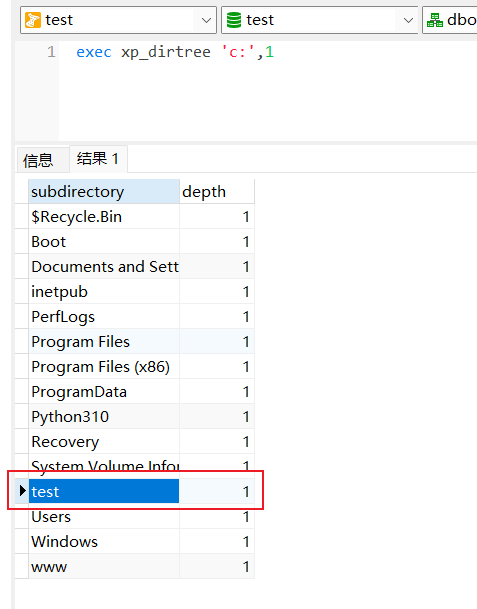 test test dbo
1 exec xp_dirtree 'c:',1
信息 结果 1
subdirectory depth
$Recycle.Bin 1
Boot 1
Documents and Sett 1
inetpub 1
PerfLogs 1
Program Files 1
Program Files (x86) 1
ProgramData 1
Python310 1
Recovery 1
System Volume Infor 1
test 1
Users 1
Windows 1
www 1